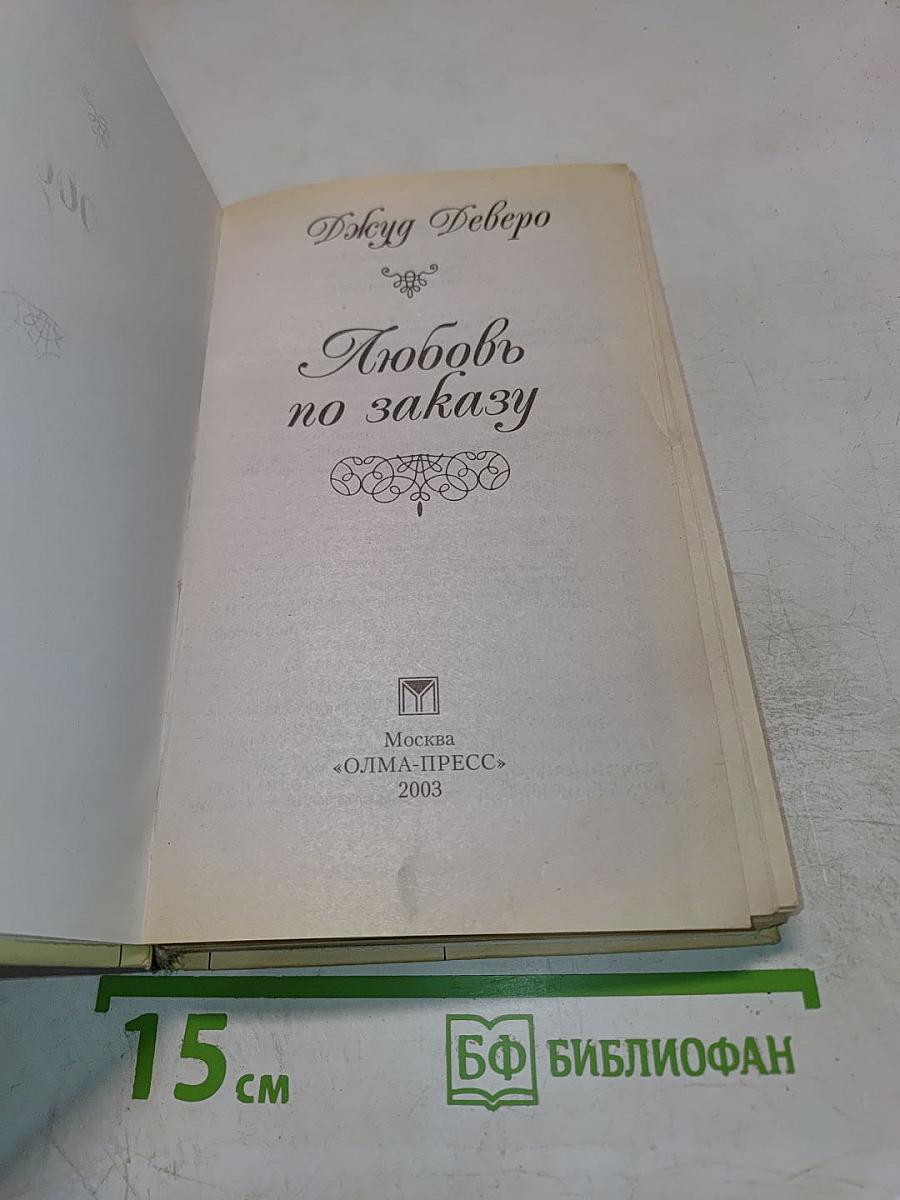 Джуд Деверо
Любовь
по заказу
Москва
«ОЛМА-ПРЕСС»
2003
15 см
БФ БИБЛИОФАН